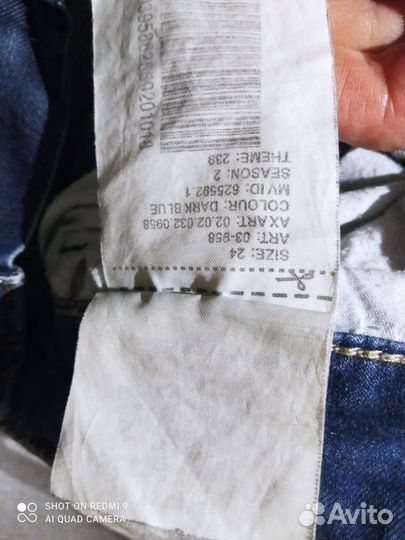 SIZE: 24
ART: 03-958
AXART: 02.02.032.0958
COLOUR: DARK BLUE
MV ID: 625592.1
SEASON: 2
THEME: 239
SHOT ON REDMI 9
AI QUAD CAMERA
Avito